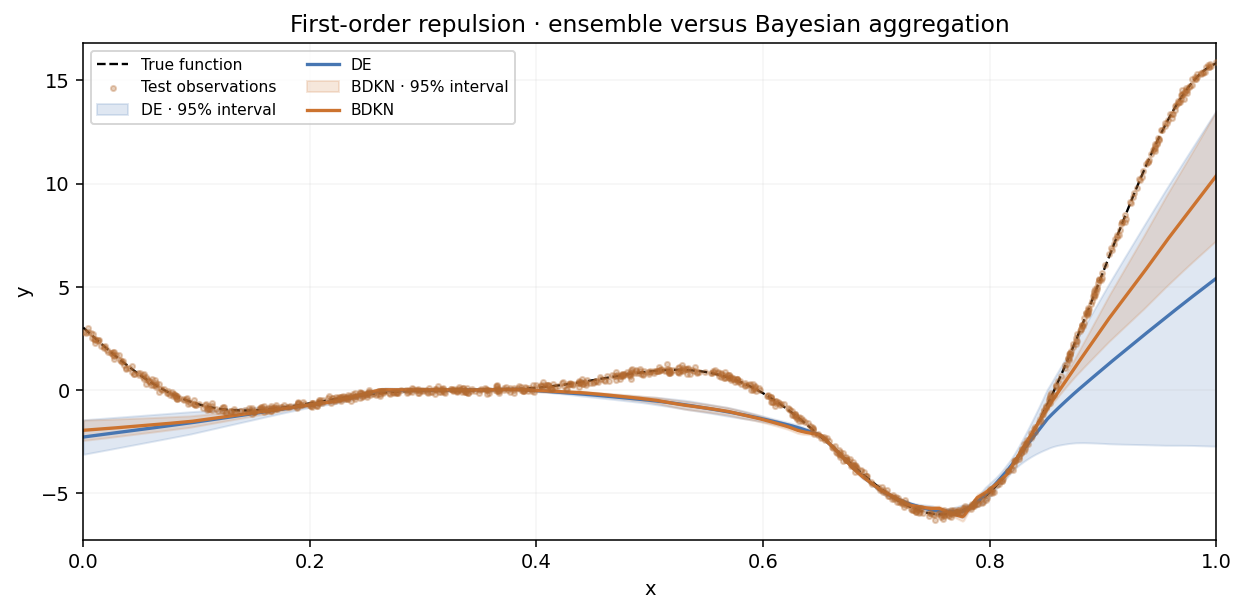 First-order repulsion · ensemble versus Bayesian aggregation
True function
Test observations
DE · 95% interval
DE
BDKN · 95% interval
BDKN
15
10
5
0
−5
y
0.0
0.2
0.4
0.6
0.8
1.0
x